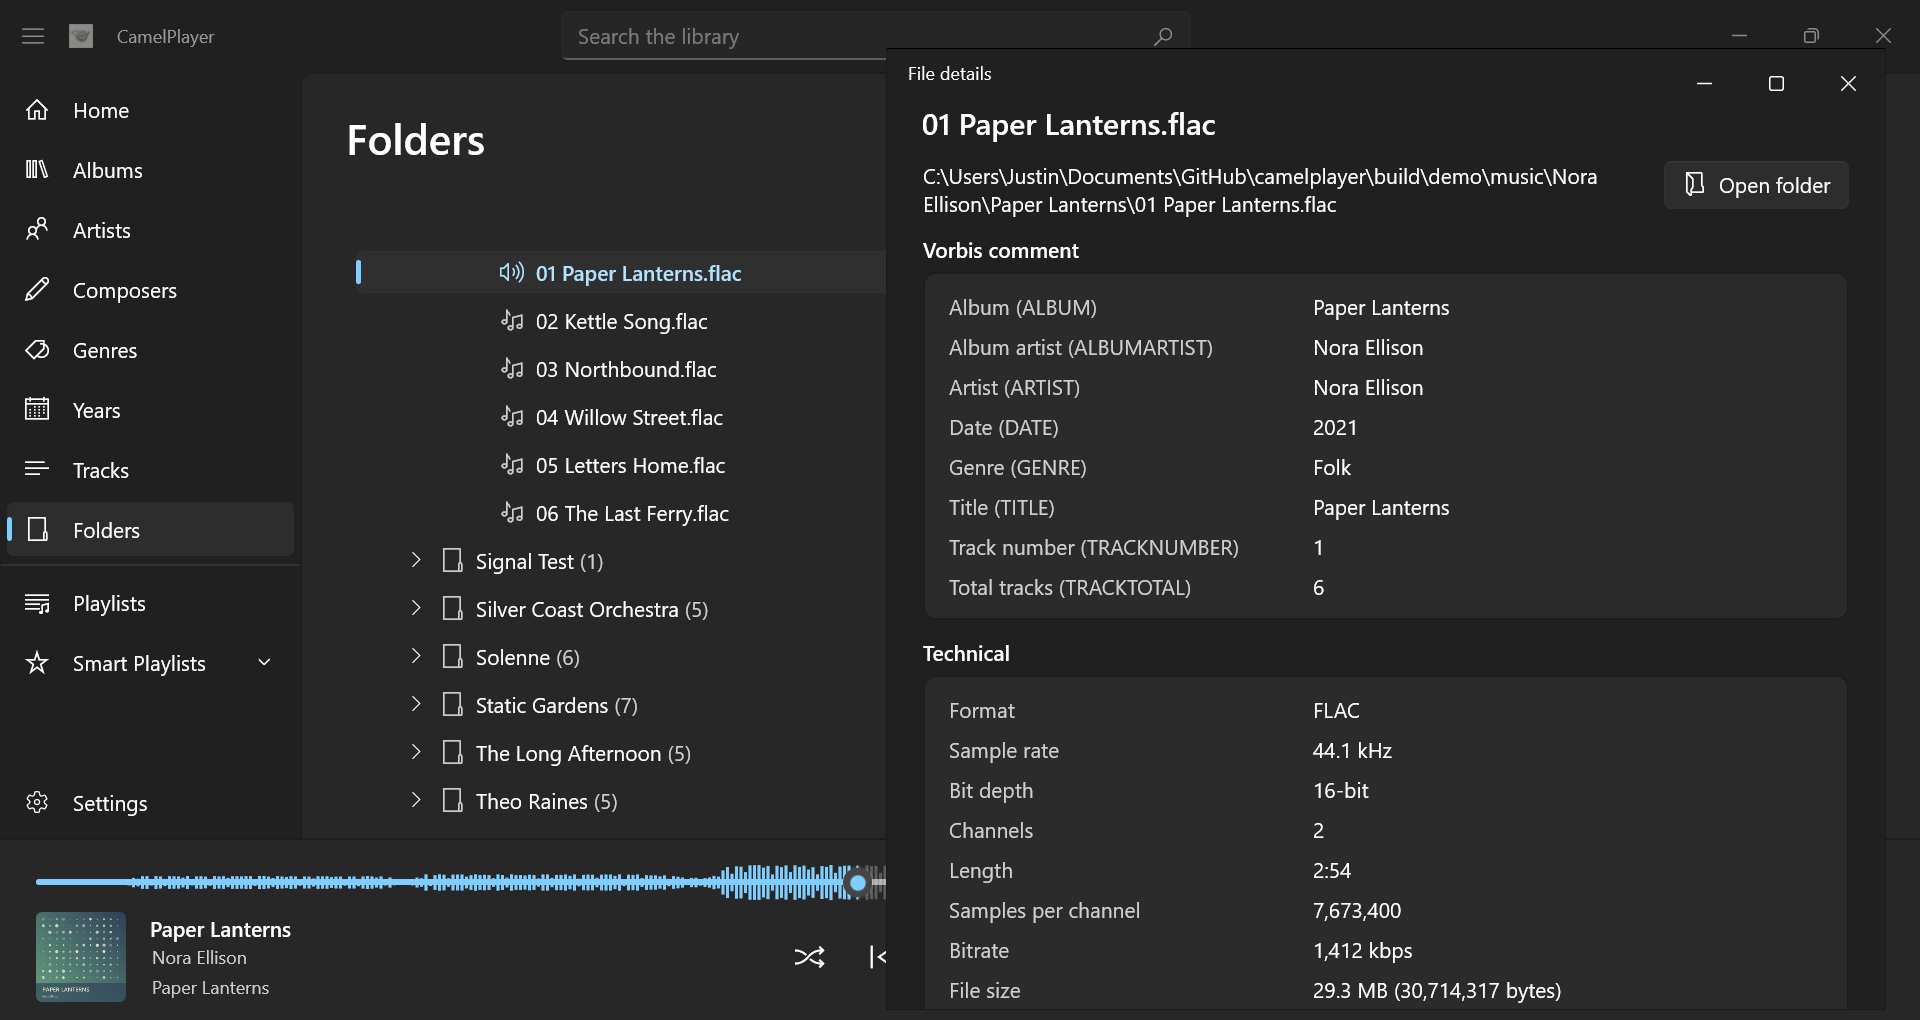 CamelPlayer
Search the library
Home
Albums
Artists
Composers
Genres
Years
Tracks
Folders
Playlists
Smart Playlists
Settings
Folders
01 Paper Lanterns.flac
02 Kettle Song.flac
03 Northbound.flac
04 Willow Street.flac
05 Letters Home.flac
06 The Last Ferry.flac
Signal Test (1)
Silver Coast Orchestra (5)
Solenne (6)
Static Gardens (7)
The Long Afternoon (5)
Theo Raines (5)
File details
01 Paper Lanterns.flac
C:\Users\Justin\Documents\GitHub\camelplayer\build\demo\music\Nora
Ellison\Paper Lanterns\01 Paper Lanterns.flac
Open folder
Vorbis comment
Album (ALBUM) Paper Lanterns
Album artist (ALBUMARTIST) Nora Ellison
Artist (ARTIST) Nora Ellison
Date (DATE) 2021
Genre (GENRE) Folk
Title (TITLE) Paper Lanterns
Track number (TRACKNUMBER) 1
Total tracks (TRACKTOTAL) 6
Technical
Format FLAC
Sample rate 44.1 kHz
Bit depth 16-bit
Channels 2
Length 2:54
Samples per channel 7,673,400
Bitrate 1,412 kbps
File size 29.3 MB (30,714,317 bytes)
PAPER LANTERNS
Paper Lanterns
Nora Ellison
Paper Lanterns